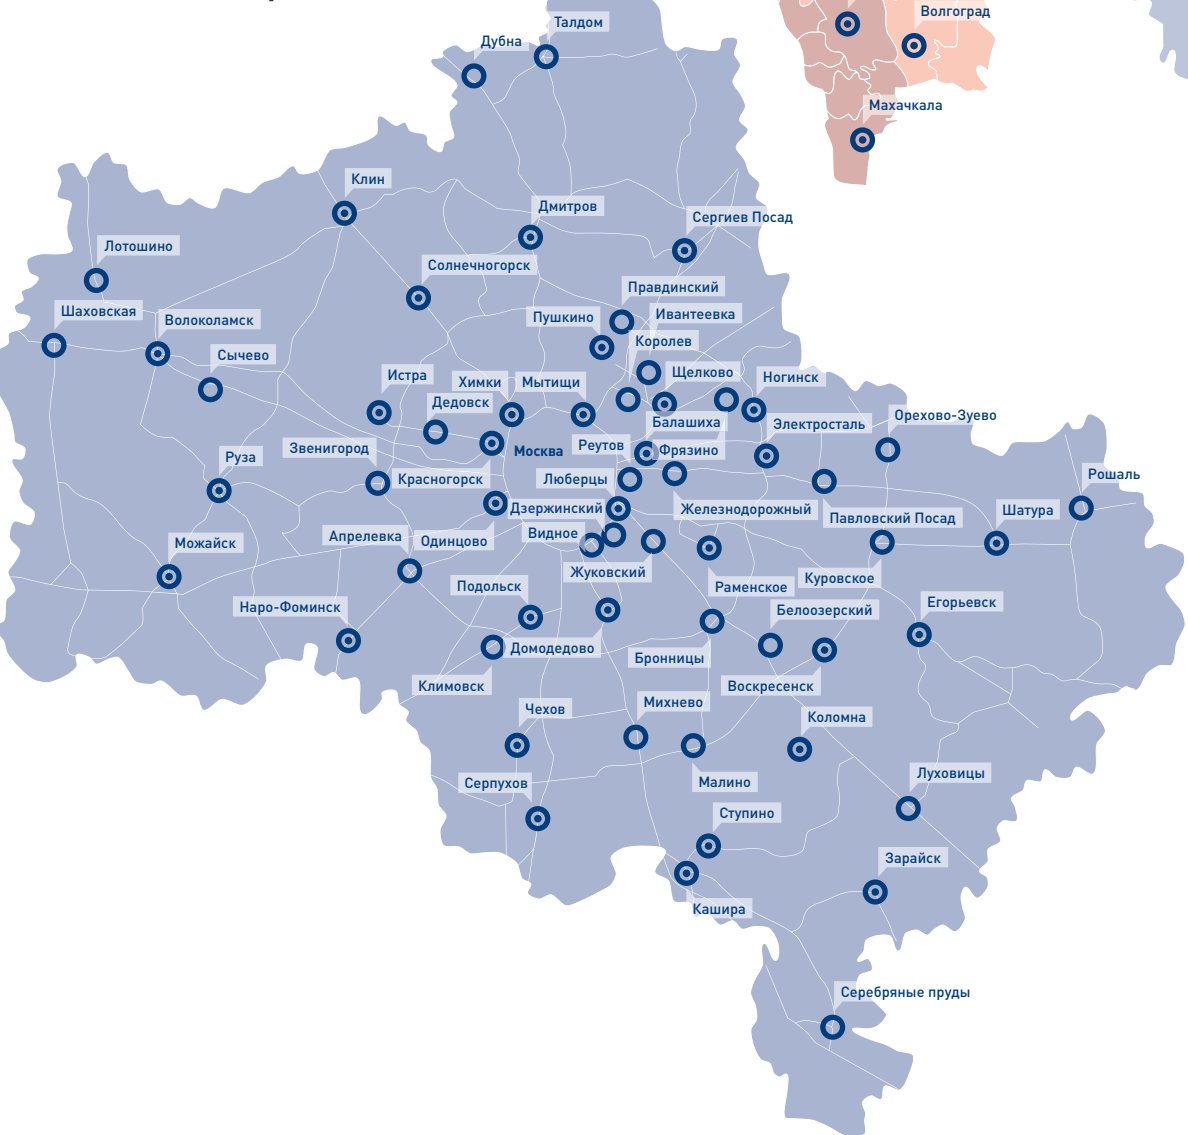 Волгоград
Талдом
Дубна
Махачкала
Клин
Дмитров
Сергиев Посад
Лотошино
Солнечногорск
Правдинский
Шаховская
Волоколамск
Пушкино
Ивантеевка
Королев
Сычево
Истра
Химки
Мытищи
Щелково
Ногинск
Дедовск
Балашиха
Электросталь
Орехово-Зуево
Звенигород
Москва
Реутов
Фрязино
Руза
Красногорск
Люберцы
Рошаль
Дзержинский
Железнодорожный
Павловский Посад
Шатура
Можайск
Апрелевка
Одинцово
Видное
Жуковский
Подольск
Раменское
Куровское
Наро-Фоминск
Белоозерский
Егорьевск
Домодедово
Бронницы
Климовск
Воскресенск
Чехов
Михнево
Коломна
Серпухов
Малино
Луховицы
Ступино
Зарайск
Кашира
Серебряные пруды